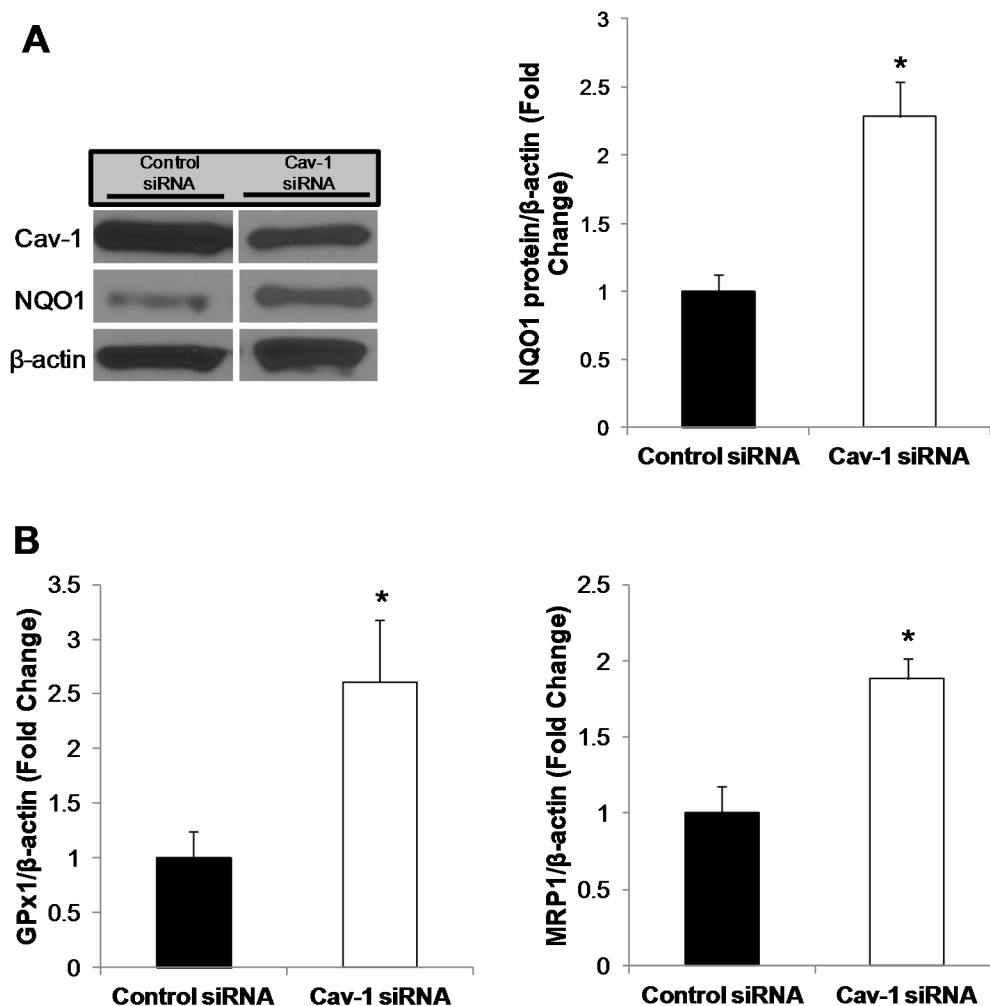 A
Control
siRNA
Cav-1
siRNA
Cav-1
NQO1
β-actin
NQO1 protein/β-actin (Fold
Change)
3
2.5
2
1.5
1
0.5
0
*
Control siRNA
Cav-1 siRNA
B
GPx1/β-actin (Fold Change)
3.5
3
2.5
2
1.5
1
0.5
0
*
Control siRNA
Cav-1 siRNA
MRP1/β-actin (Fold Change)
2.5
2
1.5
1
0.5
0
*
Control siRNA
Cav-1 siRNA